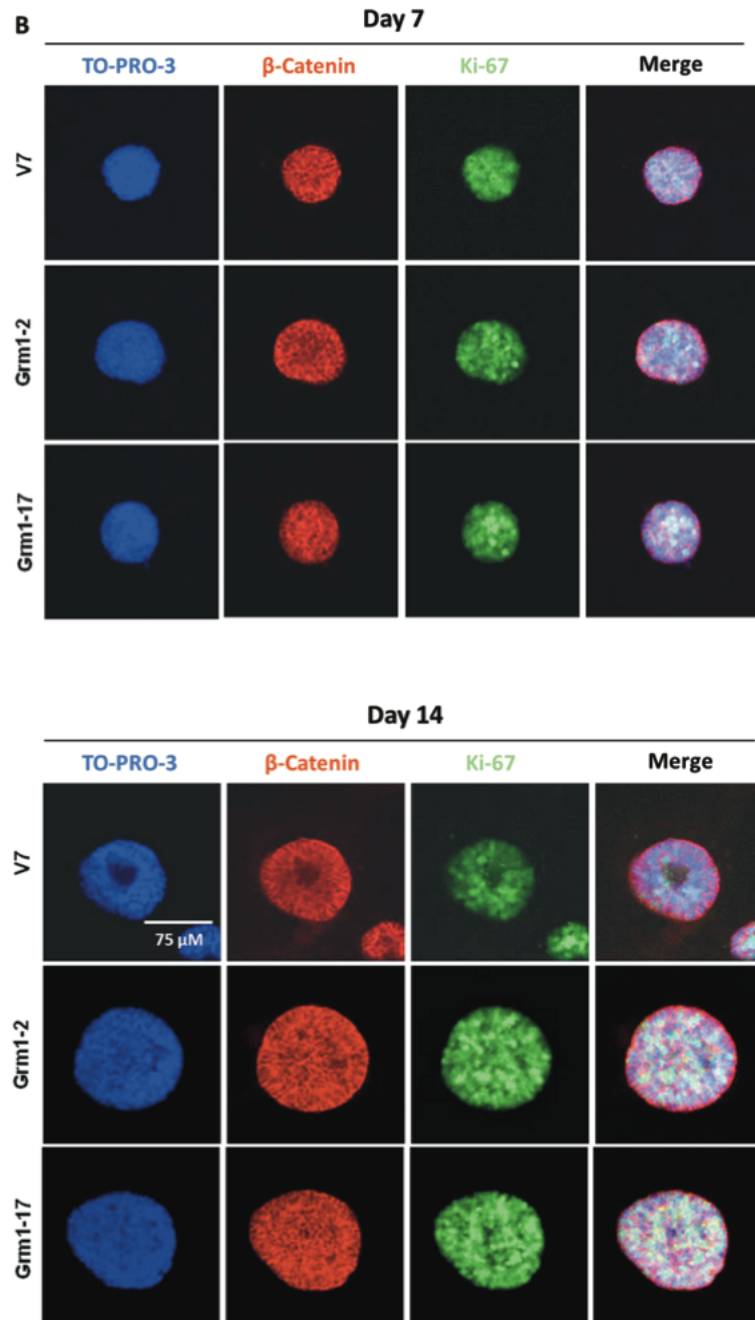 B
Day 7
TO-PRO-3 β-Catenin Ki-67 Merge
V7
Grm1-2
Grm1-17
Day 14
TO-PRO-3 β-Catenin Ki-67 Merge
V7
75 μM
Grm1-2
Grm1-17